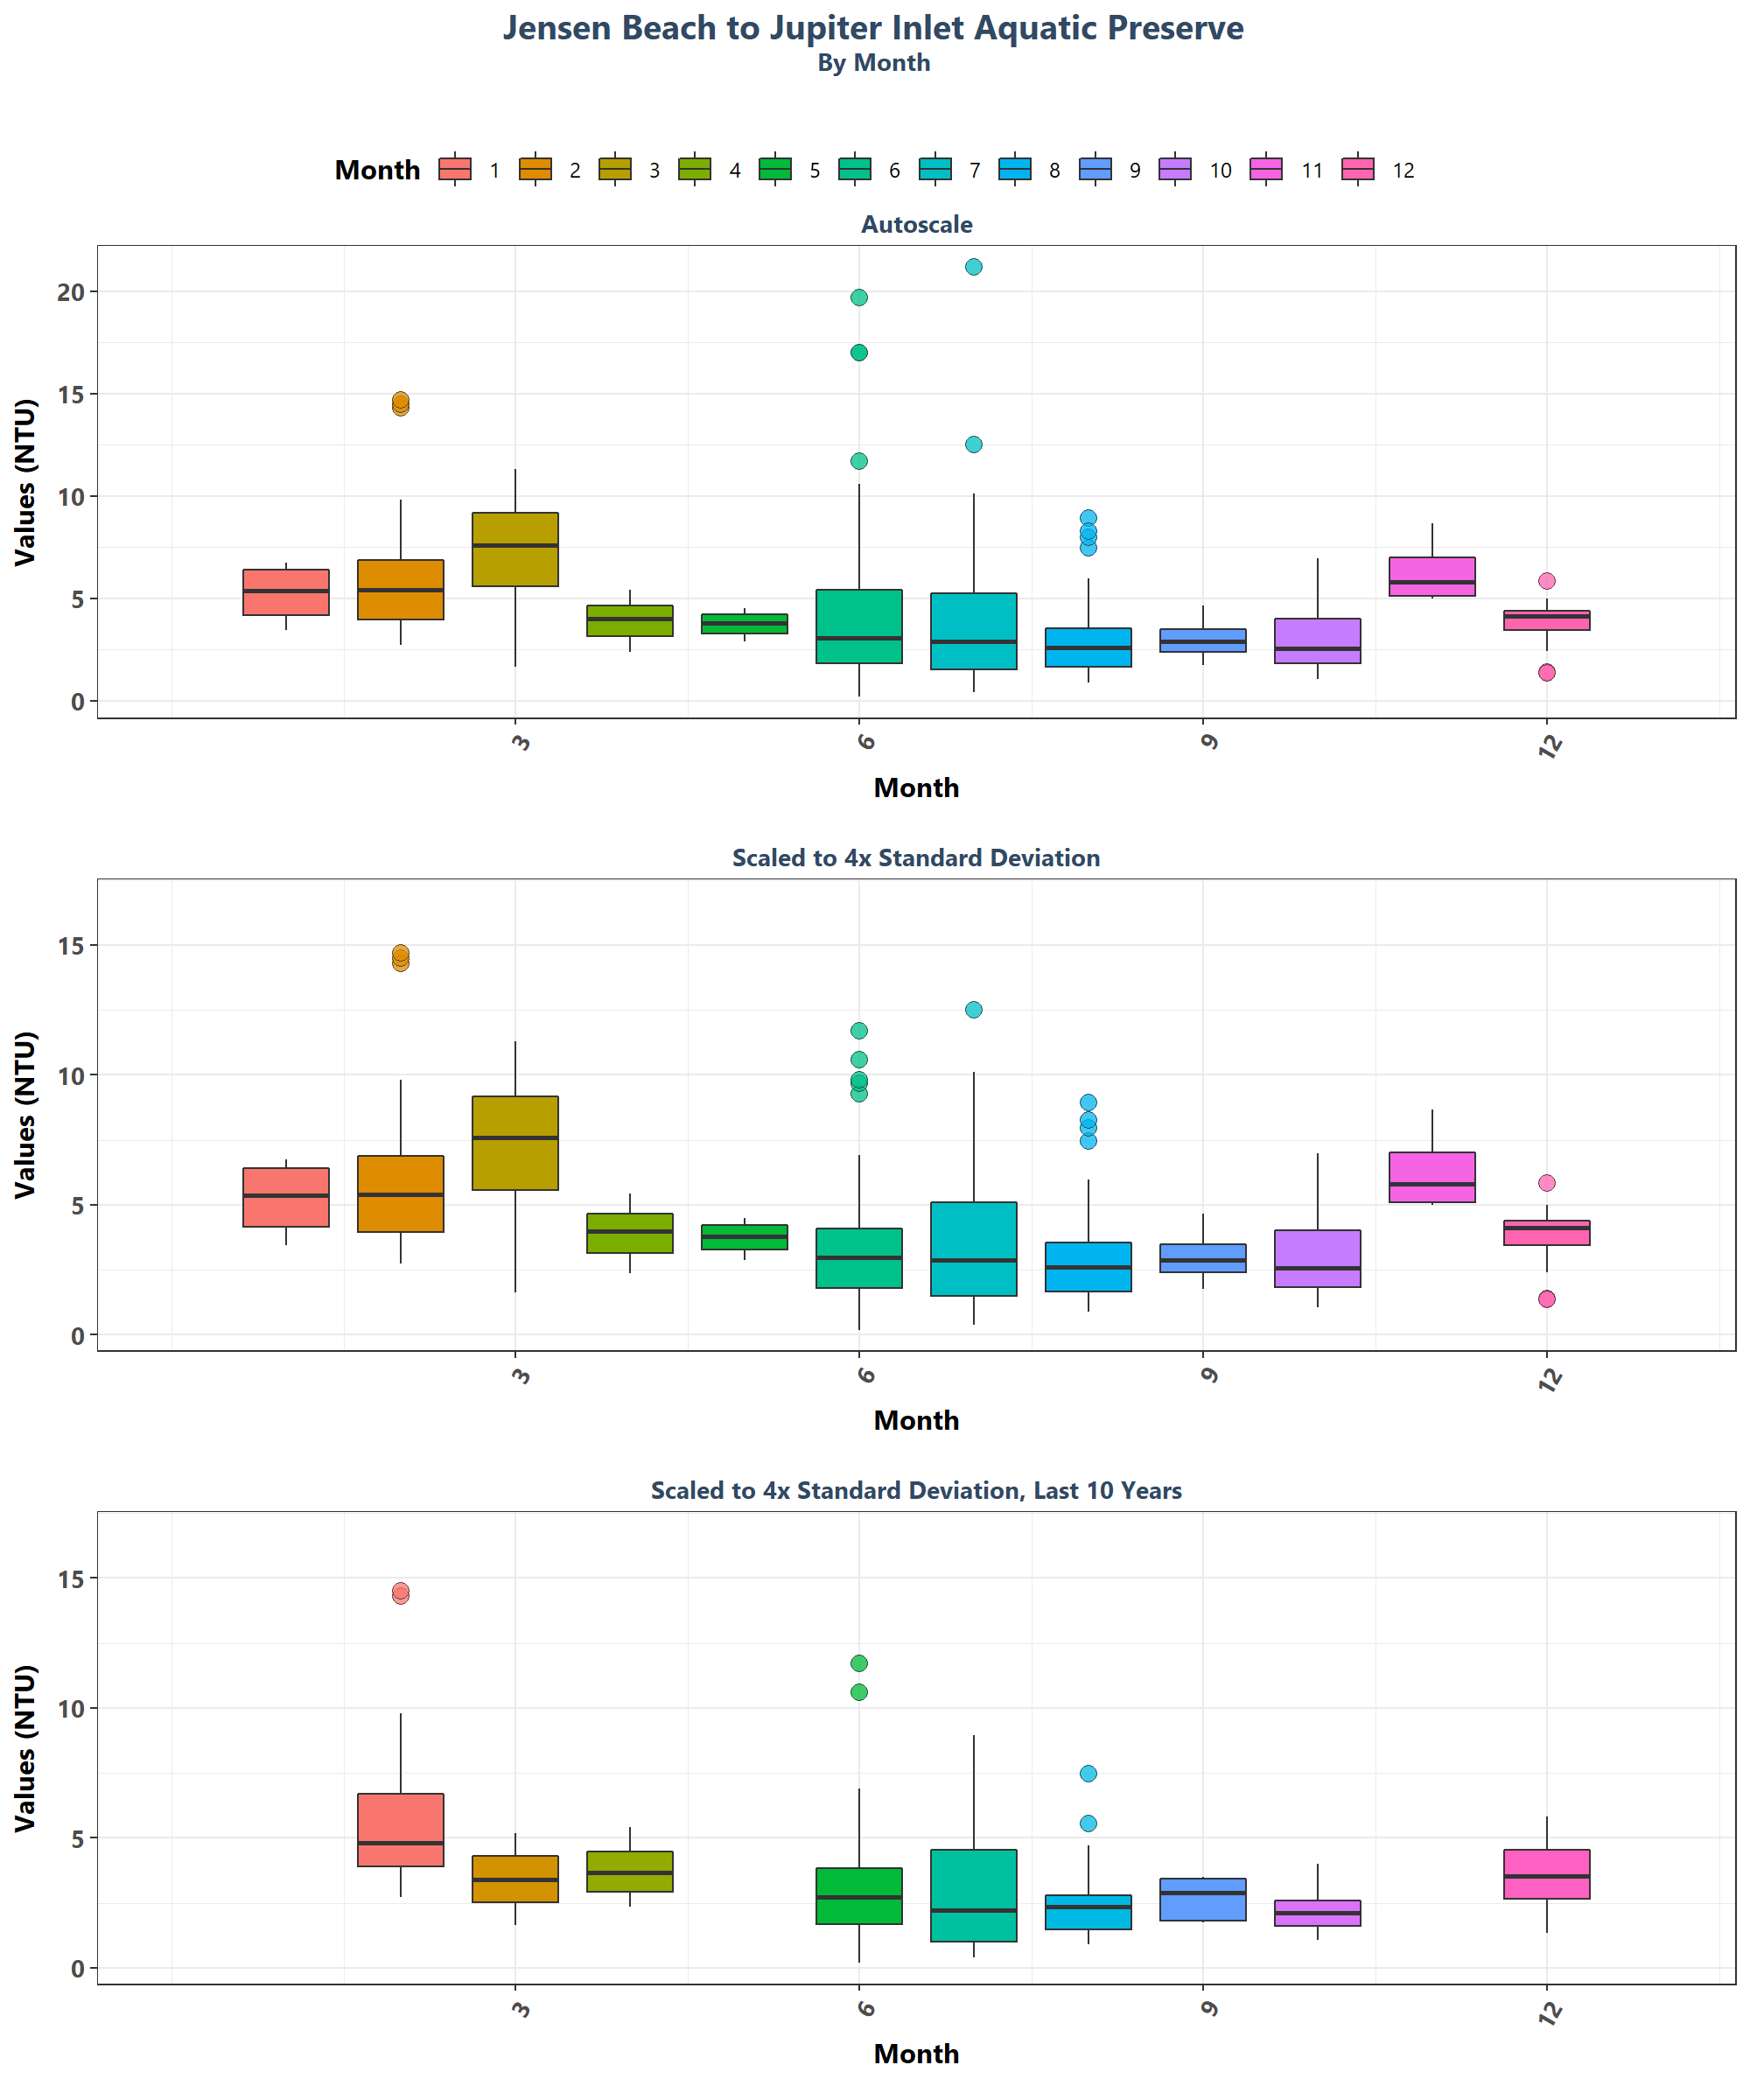 Jensen Beach to Jupiter Inlet Aquatic Preserve
By Month
Month 1 2 3 4 5 6 7 8 9 10 11 12
Autoscale
Values (NTU)
20
15
10
5
0
3 6 9 12
Month
Scaled to 4x Standard Deviation
Values (NTU)
15
10
5
0
3 6 9 12
Month
Scaled to 4x Standard Deviation, Last 10 Years
Values (NTU)
15
10
5
0
3 6 9 12
Month